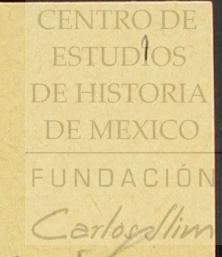 CENTRO DE
ESTUDIOS
DE HISTORIA
DE MEXICO
FUNDACIÓN
Carlos Slim